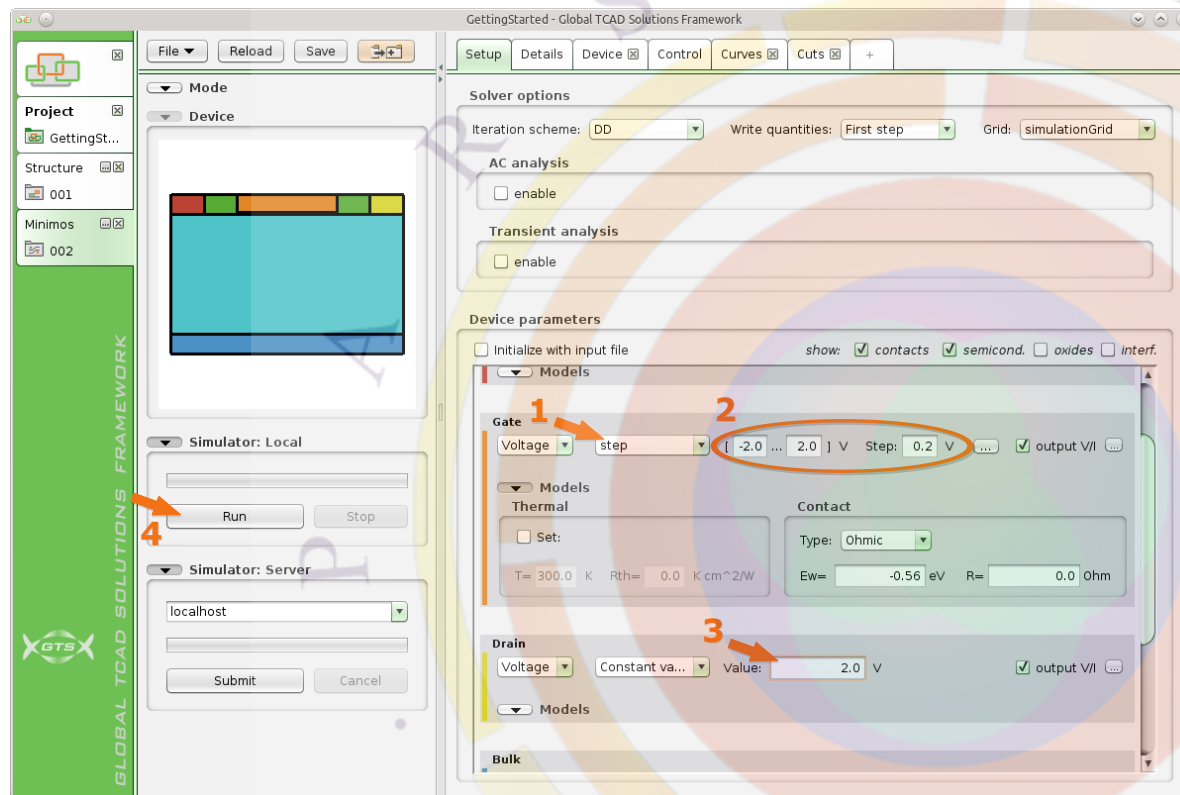 GettingStarted - Global TCAD Solutions Framework
File Reload Save
Setup Details Device Control Curves Cuts +
Project
GettingSt...
Structure
001
Minimos
002
GLOBAL TCAD SOLUTIONS FRAMEWORK
GTS
Mode
Device
Simulator: Local
Run Stop
4
Simulator: Server
localhost
Submit Cancel
Solver options
Iteration scheme: DD Write quantities: First step Grid: simulationGrid
AC analysis
enable
Transient analysis
enable
Device parameters
Initialize with input file show: contacts semicond. oxides interf.
Models
1 2
Gate
Voltage step [ -2.0 ... 2.0 ] V Step: 0.2 V ... output V/I ...
Models
Thermal Contact
Set: Type: Ohmic
T= 300.0 K Rth= 0.0 K cm^2/W Ew= -0.56 eV R= 0.0 Ohm
3
Drain
Voltage Constant va... Value: 2.0 V output V/I ...
Models
Bulk